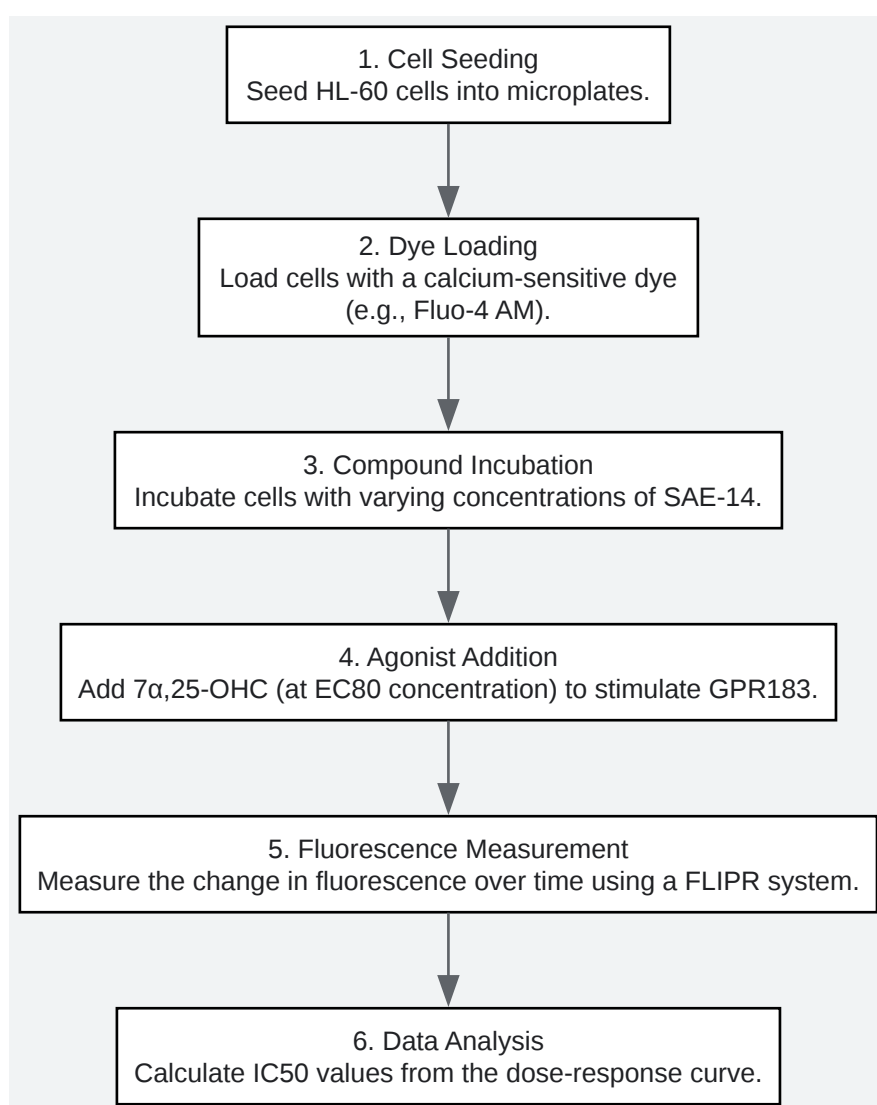 1. Cell Seeding
Seed HL-60 cells into microplates.
2. Dye Loading
Load cells with a calcium-sensitive dye
(e.g., Fluo-4 AM).
3. Compound Incubation
Incubate cells with varying concentrations of SAE-14.
4. Agonist Addition
Add 7α,25-OHC (at EC80 concentration) to stimulate GPR183.
5. Fluorescence Measurement
Measure the change in fluorescence over time using a FLIPR system.
6. Data Analysis
Calculate IC50 values from the dose-response curve.